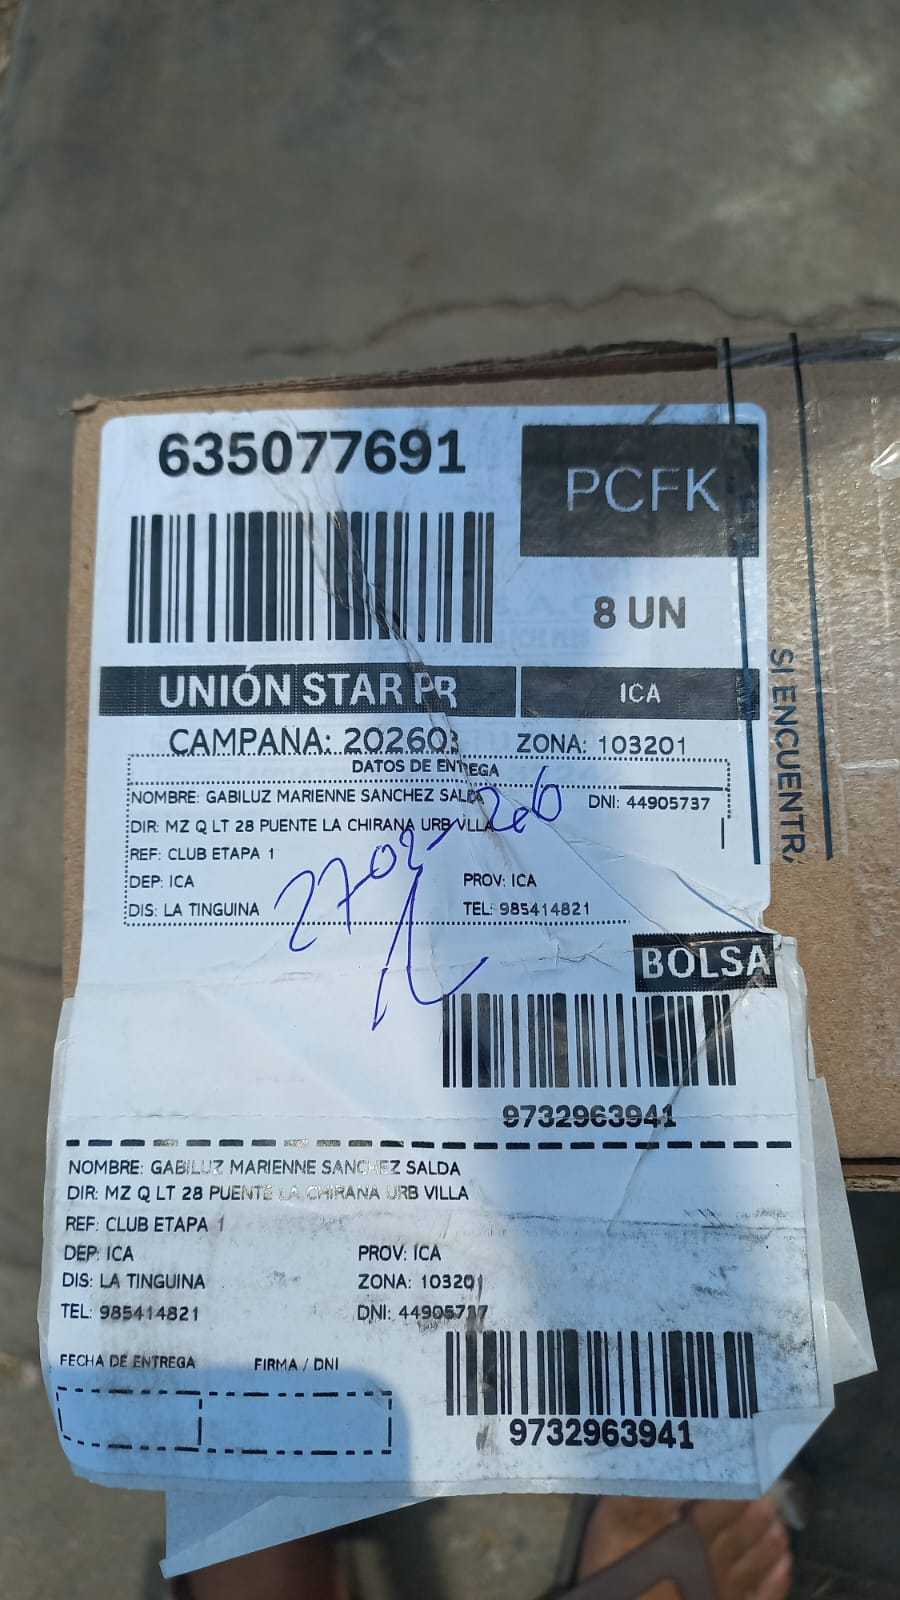 635077691
PCFK
8 UN
UNIÓN STAR PR
ICA
CAMPAÑA: 202603
ZONA: 103201
DATOS DE ENTREGA
NOMBRE: GABILUZ MARIENNE SANCHEZ SALDA
DNI: 44905737
DIR: MZ Q LT 28 PUENTE LA CHIRANA URB VILLA
REF: CLUB ETAPA 1
DEP: ICA
PROV: ICA
DIS: LA TINGUINA
TEL: 985414821
SI ENCUENTRA
BOLSA
9732963941
NOMBRE: GABILUZ MARIENNE SANCHEZ SALDA
DIR: MZ Q LT 28 PUENTE LA CHIRANA URB VILLA
REF: CLUB ETAPA 1
DEP: ICA
PROV: ICA
DIS: LA TINGUINA
ZONA: 103201
TEL: 985414821
DNI: 44905737
FECHA DE ENTREGA
FIRMA / DNI
9732963941